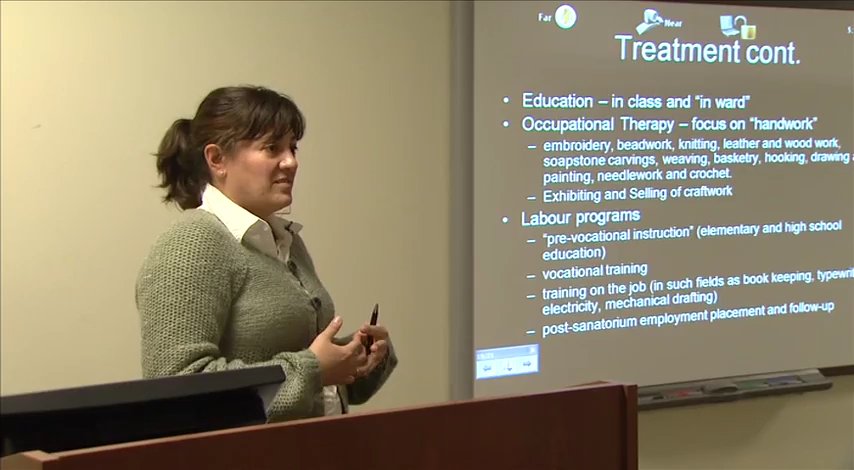 Far
Near
Treatment cont.
• Education – in class and "in ward"
• Occupational Therapy – focus on "handwork"
– embroidery, beadwork, knitting, leather and wood work,
soapstone carvings, weaving, basketry, hooking, drawing
painting, needlework and crochet.
– Exhibiting and Selling of craftwork
• Labour programs
– "pre-vocational instruction" (elementary and high school
education)
– vocational training
– training on the job (in such fields as book keeping, typewri
electricity, mechanical drafting)
– post-sanatorium employment placement and follow-up